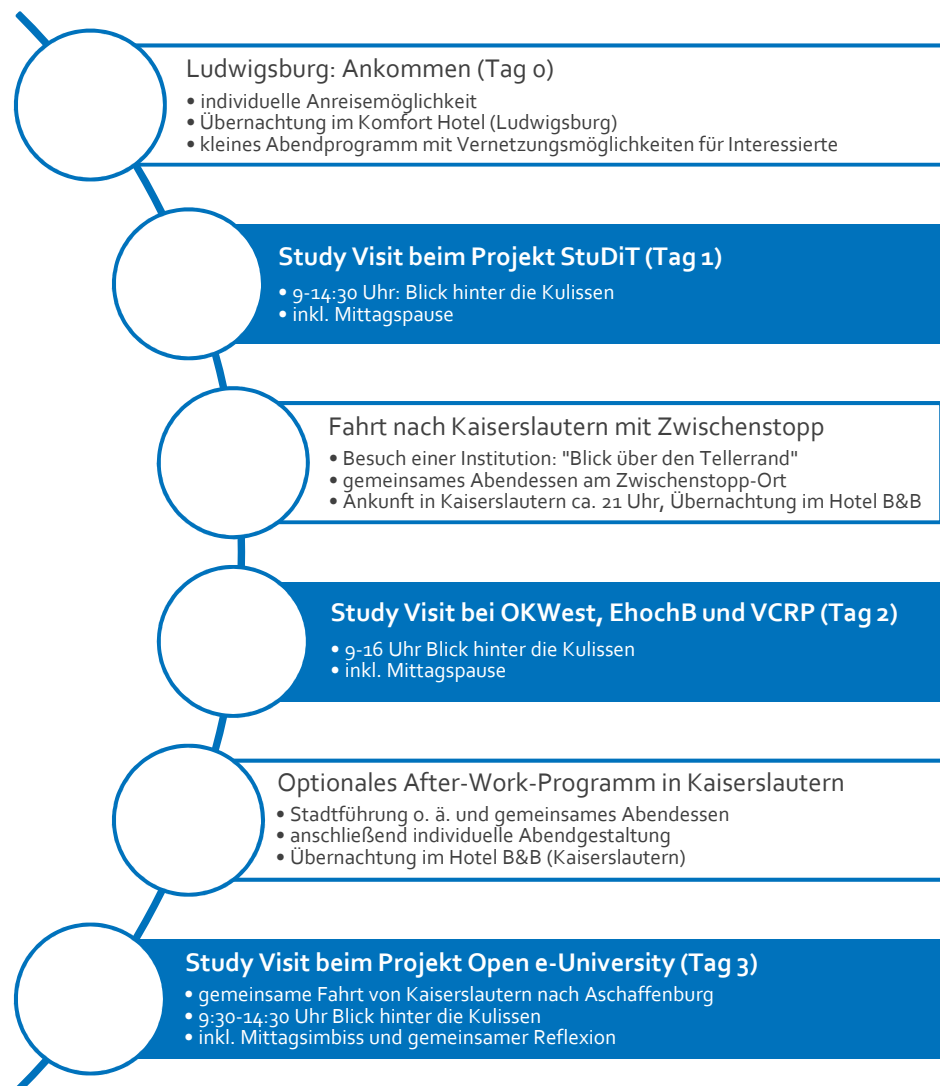 Ludwigsburg: Ankommen (Tag 0)
• individuelle Anreisemöglichkeit
• Übernachtung im Komfort Hotel (Ludwigsburg)
• kleines Abendprogramm mit Vernetzungsmöglichkeiten für Interessierte
Study Visit beim Projekt StuDiT (Tag 1)
• 9-14:30 Uhr: Blick hinter die Kulissen
• inkl. Mittagspause
Fahrt nach Kaiserslautern mit Zwischenstopp
• Besuch einer Institution: "Blick über den Tellerrand"
• gemeinsames Abendessen am Zwischenstopp-Ort
• Ankunft in Kaiserslautern ca. 21 Uhr, Übernachtung im Hotel B&B
Study Visit bei OKWest, EhochB und VCRP (Tag 2)
• 9-16 Uhr Blick hinter die Kulissen
• inkl. Mittagspause
Optionales After-Work-Programm in Kaiserslautern
• Stadtführung o. ä. und gemeinsames Abendessen
• anschließend individuelle Abendgestaltung
• Übernachtung im Hotel B&B (Kaiserslautern)
Study Visit beim Projekt Open e-University (Tag 3)
• gemeinsame Fahrt von Kaiserslautern nach Aschaffenburg
• 9:30-14:30 Uhr Blick hinter die Kulissen
• inkl. Mittagsimbiss und gemeinsamer Reflexion